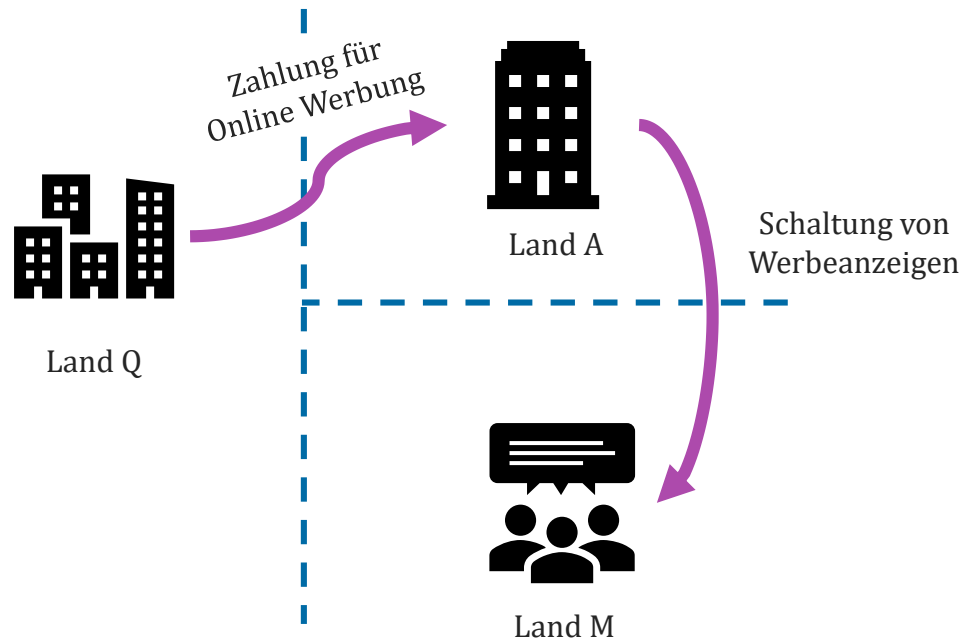 Zahlung für
Online Werbung
Land A
Schaltung von
Werbeanzeigen
Land Q
Land M